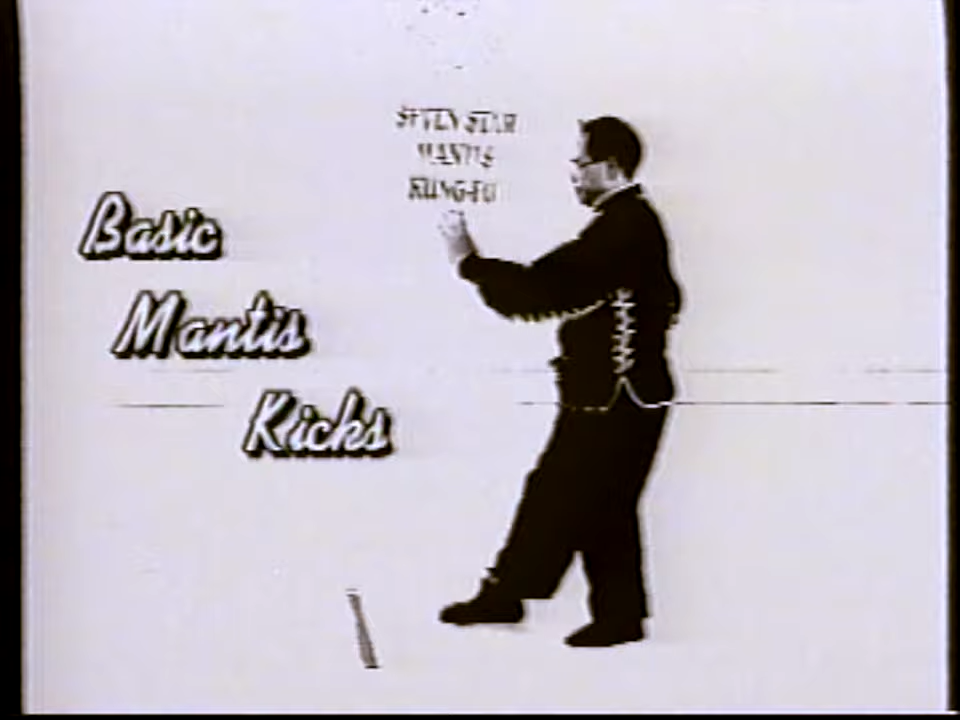 SEVEN STAR
MANTIS
KUNG-FU
Basic
Mantis
Kicks